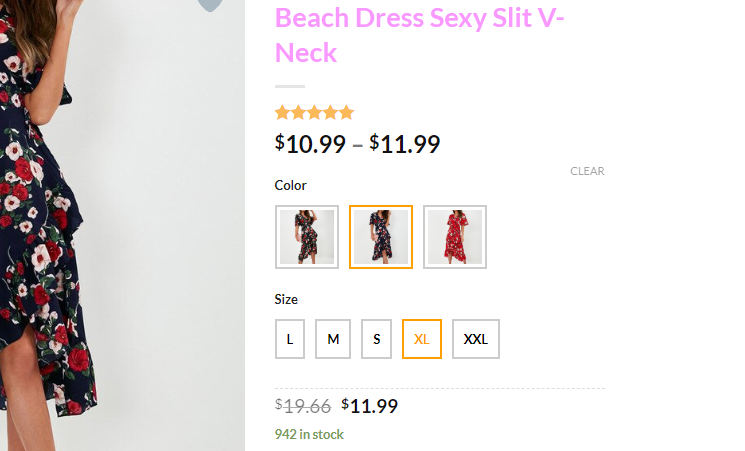 Beach Dress Sexy Slit V-
Neck
$10.99 – $11.99
CLEAR
Color
Size
L M S XL XXL
$19.66 $11.99
942 in stock